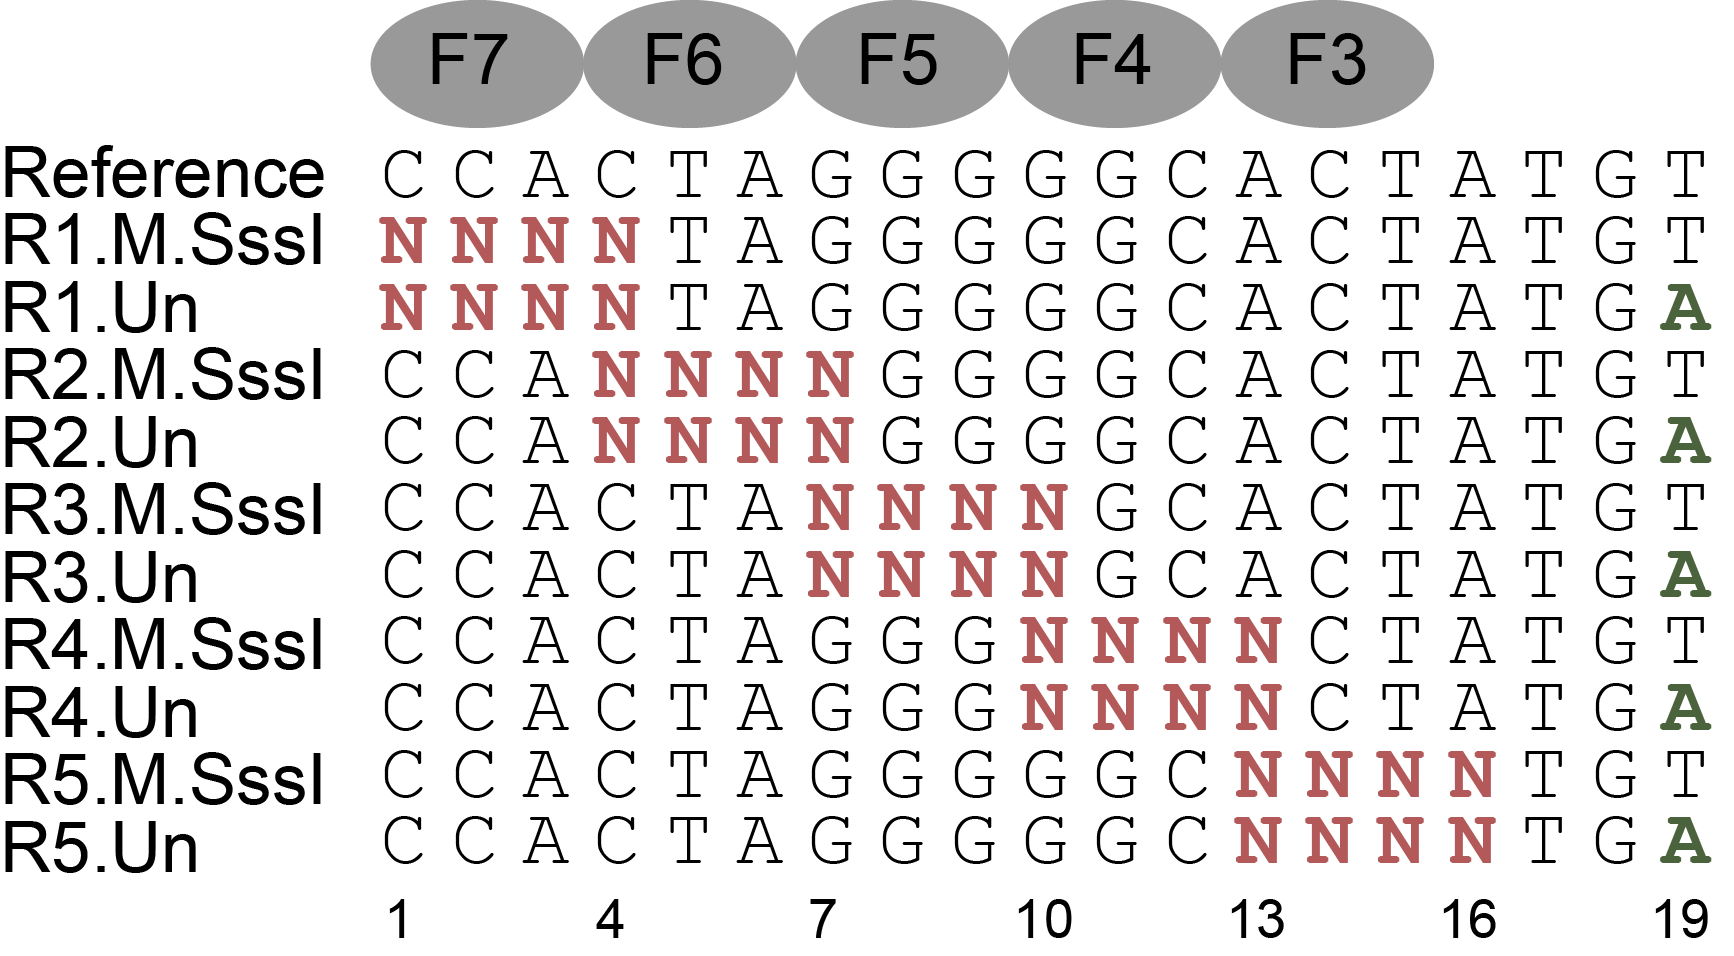 F7 F6 F5 F4 F3
Reference C C A C T A G G G G G C A C T A T G T
R1.M.SssI N N N N T A G G G G G C A C T A T G T
R1.Un N N N N T A G G G G G C A C T A T G A
R2.M.SssI C C A N N N N G G G G C A C T A T G T
R2.Un C C A N N N N G G G G C A C T A T G A
R3.M.SssI C C A C T A N N N N G C A C T A T G T
R3.Un C C A C T A N N N N G C A C T A T G A
R4.M.SssI C C A C T A G G G N N N N C T A T G T
R4.Un C C A C T A G G G N N N N C T A T G A
R5.M.SssI C C A C T A G G G G G C N N N N T G T
R5.Un C C A C T A G G G G G C N N N N T G A
1 4 7 10 13 16 19